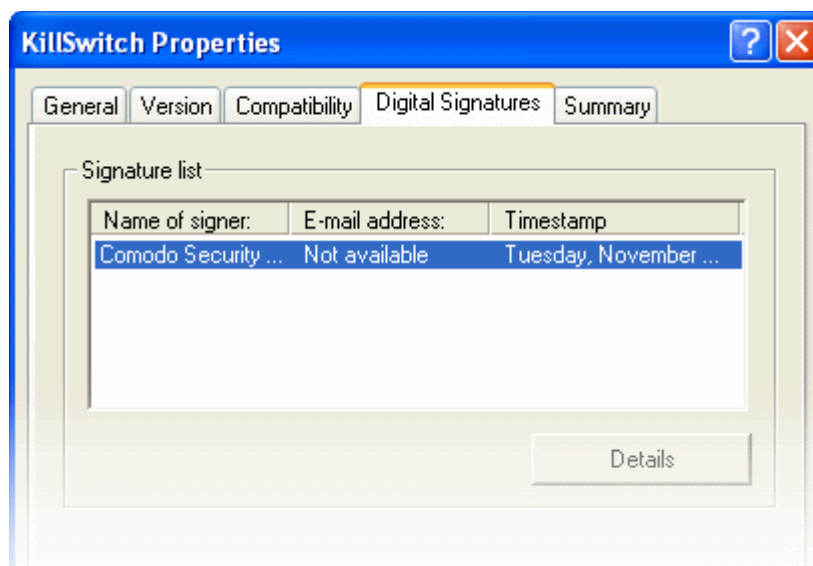 KillSwitch Properties
General Version Compatibility Digital Signatures Summary
Signature list
Name of signer: E-mail address: Timestamp
Comodo Security ... Not available Tuesday, November ...
Details